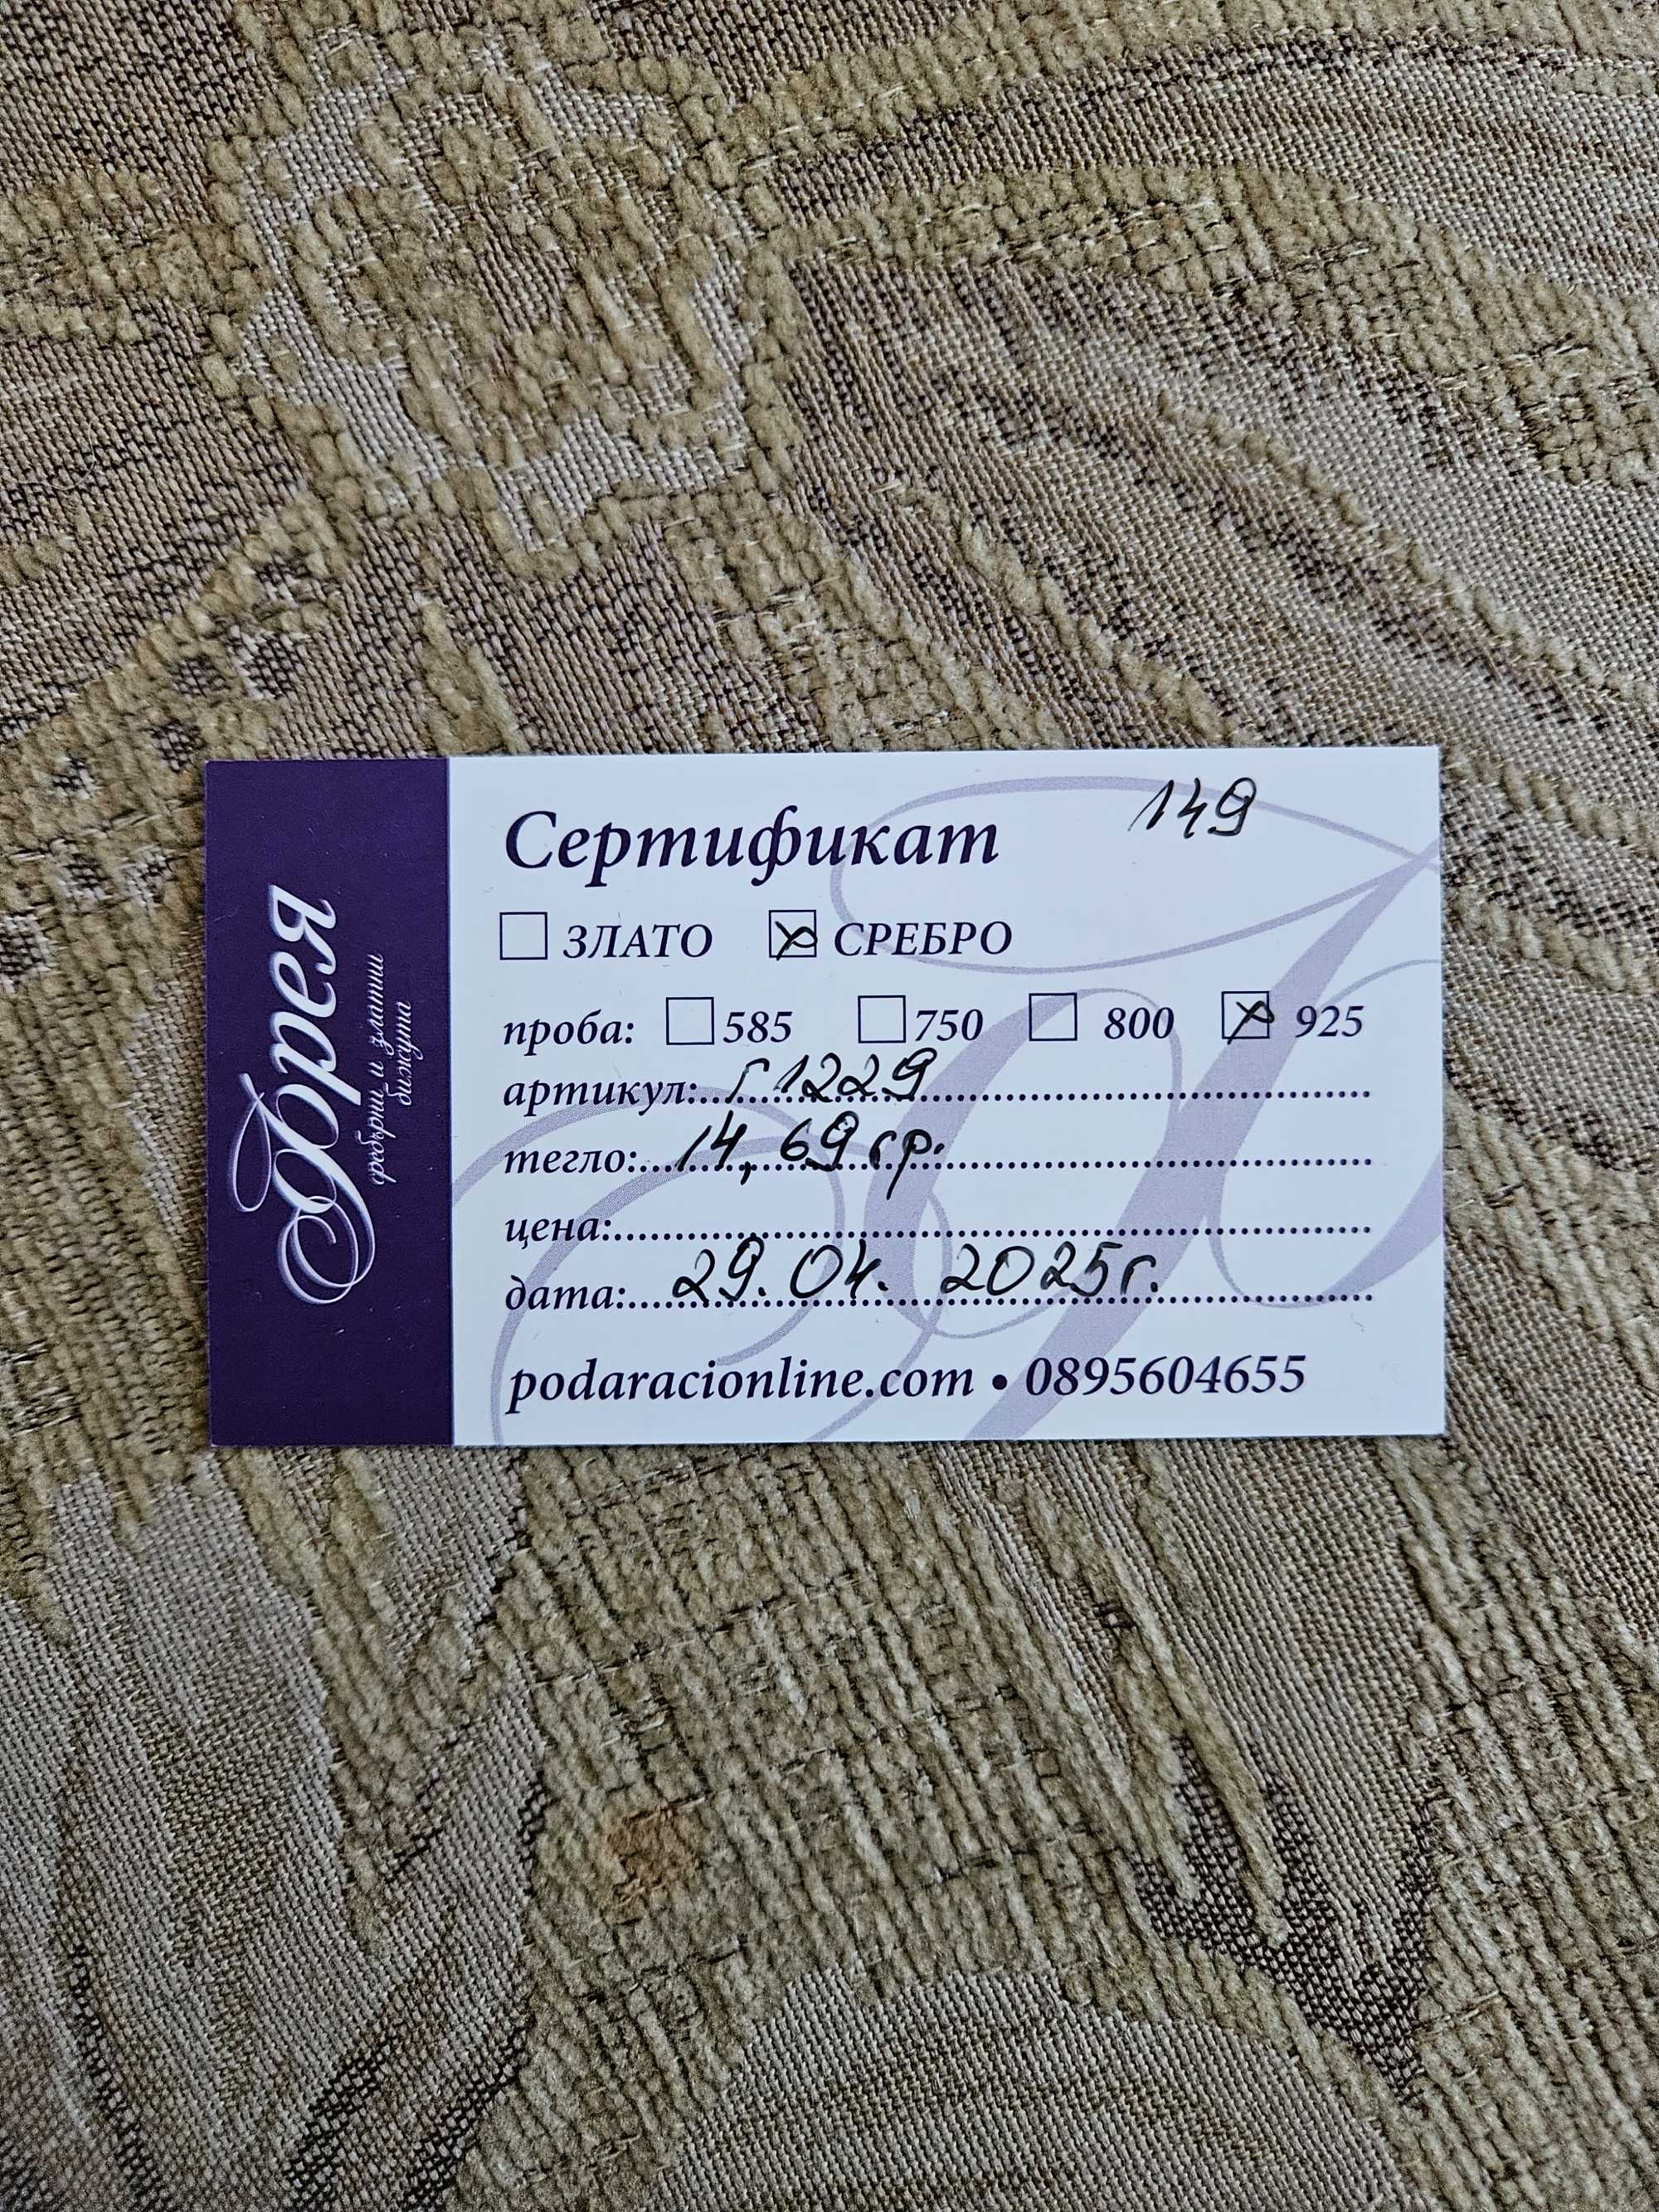 Фрея
сребърни и златни
бижута
Сертификат 149
ЗЛАТО СРЕБРО
проба: 585 750 800 925
артикул: г1229
тегло: 14,69 гр.
цена:
дата: 29.04. 2025г.
podaracionline.com • 0895604655